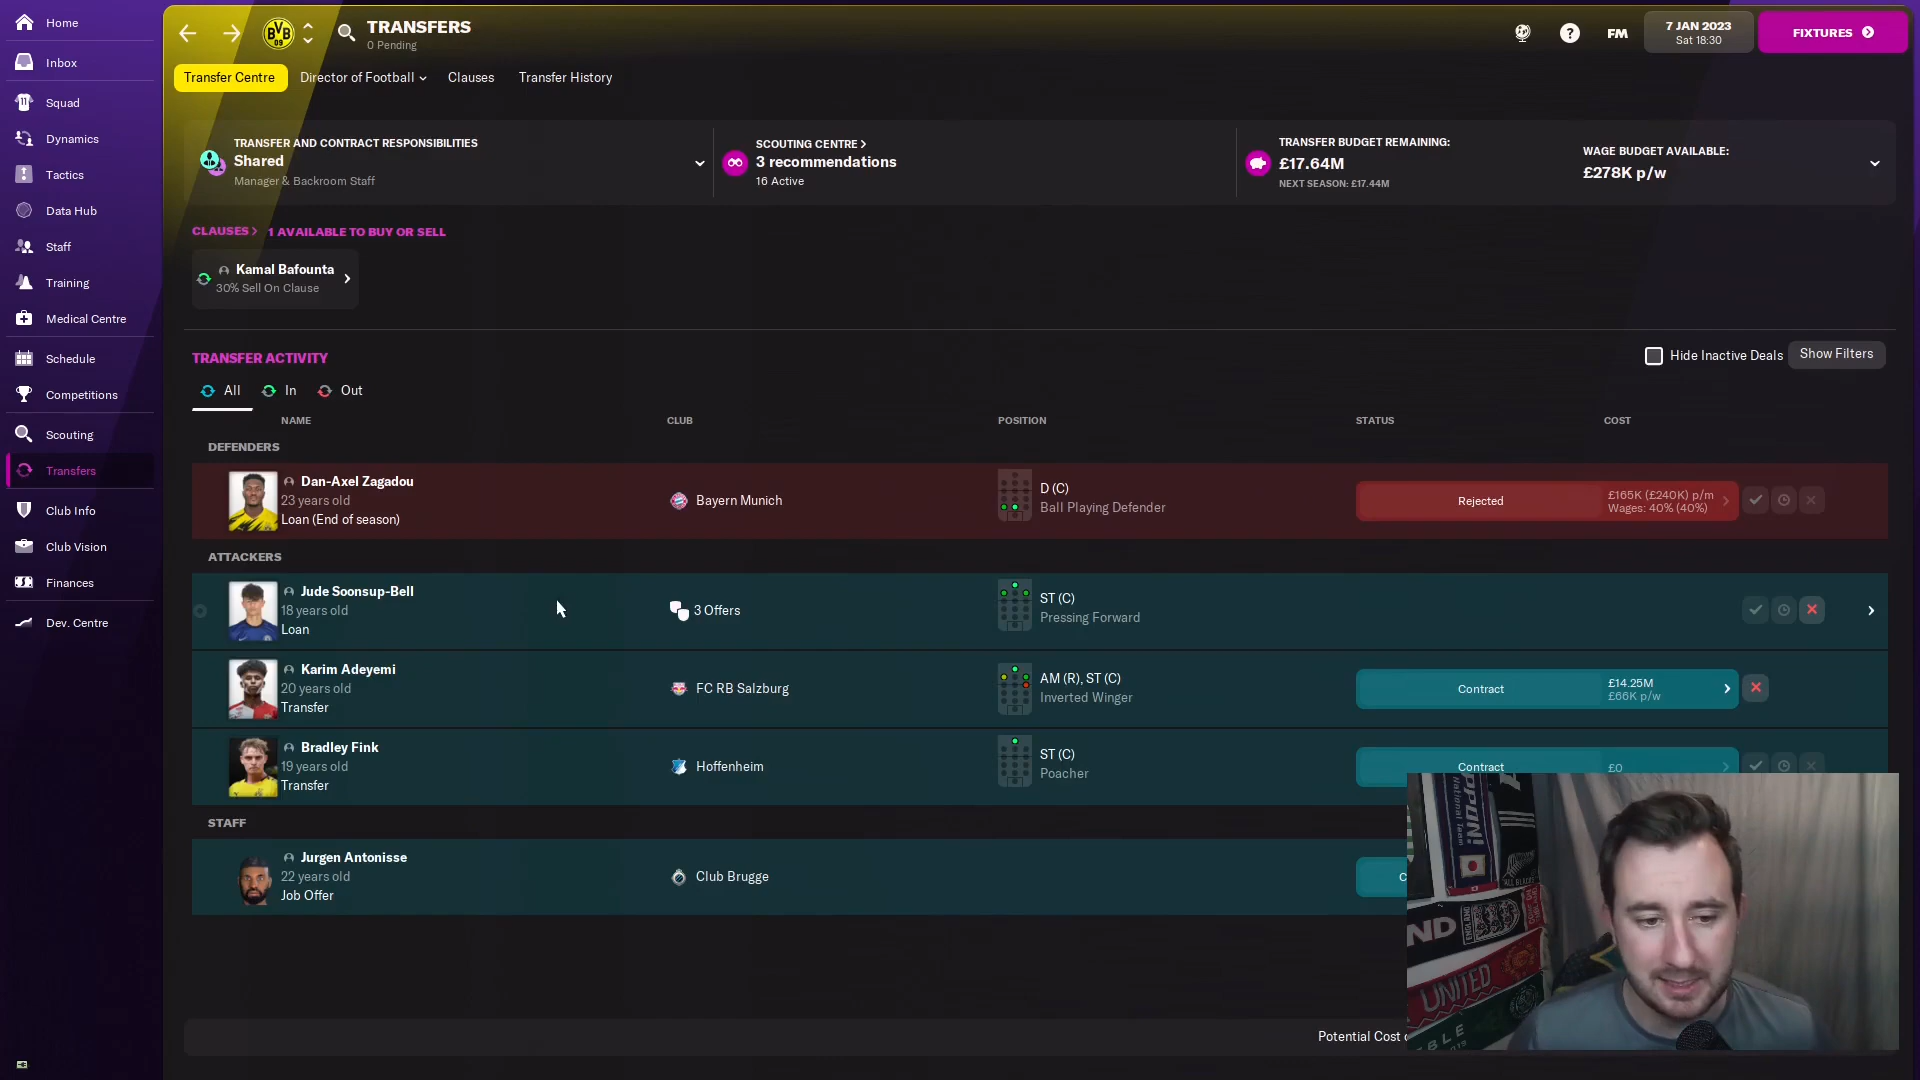 Home
Inbox
Squad
Dynamics
Tactics
Data Hub
Staff
Training
Medical Centre
Schedule
Competitions
Scouting
Transfers
Club Info
Club Vision
Finances
Dev. Centre
BVB
09
TRANSFERS
0 Pending
FM
7 JAN 2023
Sat 18:30
FIXTURES
Transfer Centre
Director of Football
Clauses
Transfer History
TRANSFER AND CONTRACT RESPONSIBILITIES
Shared
Manager & Backroom Staff
SCOUTING CENTRE >
3 recommendations
16 Active
TRANSFER BUDGET REMAINING:
£17.64M
NEXT SEASON: £17.44M
WAGE BUDGET AVAILABLE:
£278K p/w
CLAUSES > 1 AVAILABLE TO BUY OR SELL
Kamal Bafounta
30% Sell On Clause
TRANSFER ACTIVITY
Hide Inactive Deals
Show Filters
All In Out
NAME CLUB POSITION STATUS COST
DEFENDERS
Dan-Axel Zagadou
23 years old
Loan (End of season)
Bayern Munich
D (C)
Ball Playing Defender
Rejected
£165K (£240K) p/m
Wages: 40% (40%)
ATTACKERS
Jude Soonsup-Bell
18 years old
Loan
3 Offers
ST (C)
Pressing Forward
Karim Adeyemi
20 years old
Transfer
FC RB Salzburg
AM (R), ST (C)
Inverted Winger
Contract
£14.25M
£66K p/w
Bradley Fink
19 years old
Transfer
Hoffenheim
ST (C)
Poacher
Contract
£0
STAFF
Jurgen Antonisse
22 years old
Job Offer
Club Brugge
C
Potential Cost
National Team
ALL BLACKS
ENGLAND
ND
UNITED